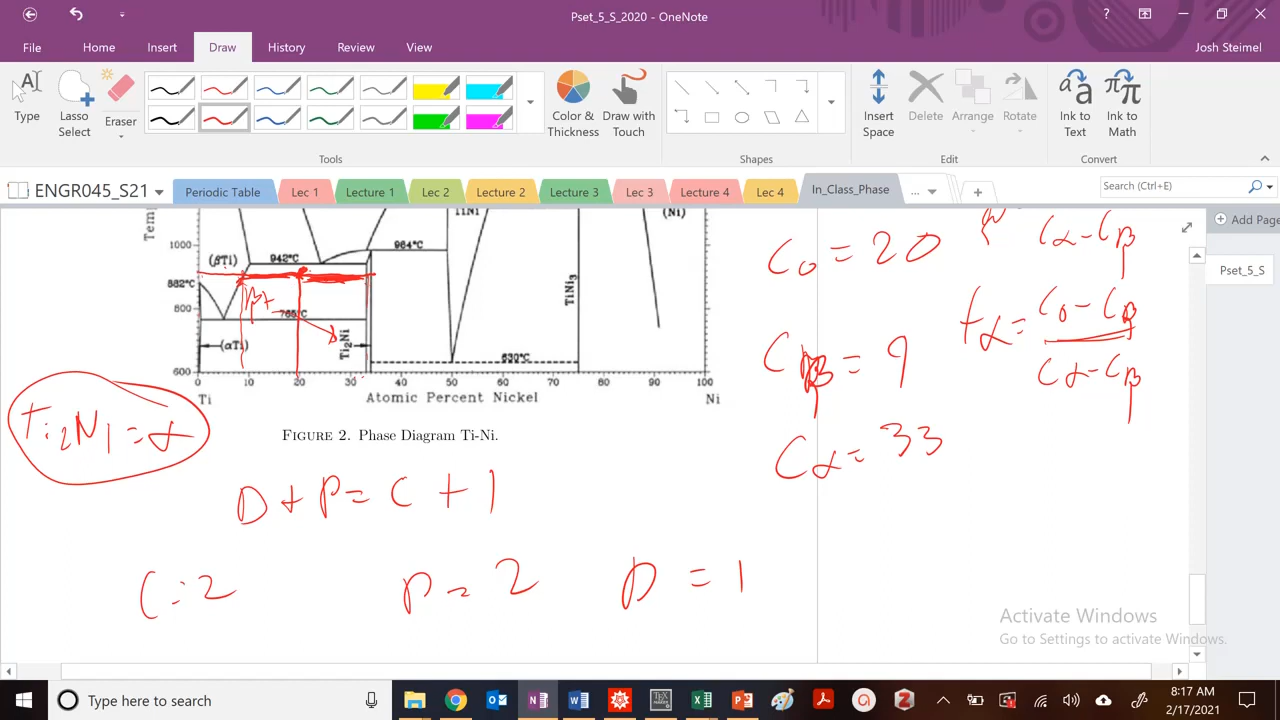 Pset_5_S_2020 - OneNote
?
Josh Steimel
File Home Insert Draw History Review View
Type
Lasso Select
Eraser
Color & Thickness
Draw with Touch
Insert Space
Delete
Arrange
Rotate
Ink to Text
Ink to Math
Tools
Shapes
Edit
Convert
ENGR045_S21
Periodic Table Lec 1 Lecture 1 Lec 2 Lecture 2 Lecture 3 Lec 3 Lecture 4 Lec 4 In_Class_Phase ... +
Search (Ctrl+E)
Add Page
Pset_5_S
Tem
TiNi
(Ni)
1000
984°C
942°C
(βTi)
882°C
800
β+
765°C
TiNi3
Ti2Ni
(αTi)
630°C
600
0 10 20 30 40 50 60 70 80 90 100
Ti Atomic Percent Nickel Ni
FIGURE 2. Phase Diagram Ti-Ni.
Ti2Ni = α
D + P = C + 1
C = 2 P = 2 D = 1
C0 = 20
Cβ = 9
Cα = 33
Cα - Cβ
fα = C0 - Cβ
Cα - Cβ
Activate Windows
Go to Settings to activate Windows.
Type here to search
8:17 AM
2/17/2021